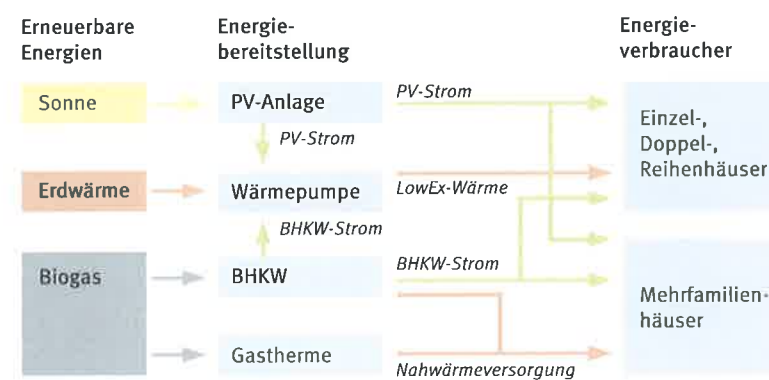 Erneuerbare
Energien
Energie-
bereitstellung
Energie-
verbraucher
Sonne
PV-Anlage
PV-Strom
PV-Strom
Einzel-,
Doppel-,
Reihenhäuser
Erdwärme
Wärmepumpe
LowEx-Wärme
BHKW-Strom
Biogas
BHKW
BHKW-Strom
Mehrfamilien-
häuser
Gastherme
Nahwärmeversorgung